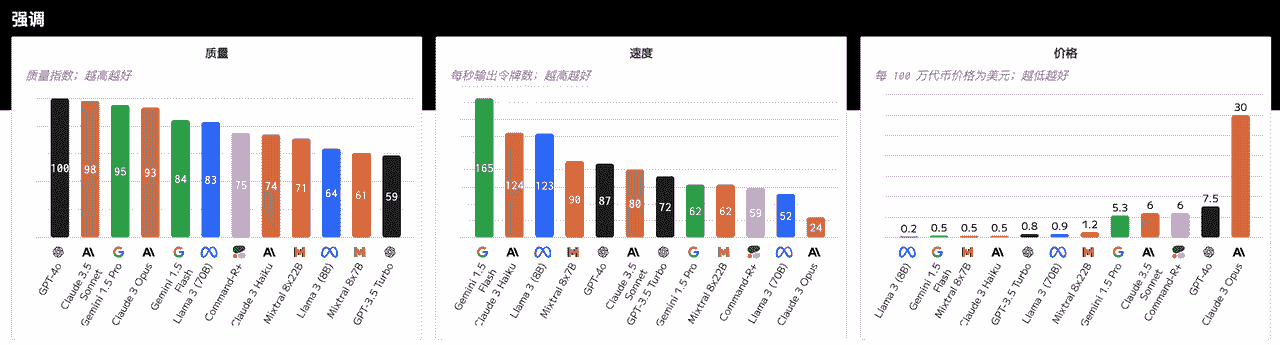 强调
质量
质量指数；越高越好
100
98
95
93
84
83
75
74
71
64
61
59
GPT-4o
Claude 3.5
Sonnet
Gemini 1.5 Pro
Claude 3 Opus
Gemini 1.5
Flash
Llama 3 (70B)
Command-R+
Claude 3 Haiku
Mixtral 8x22B
Llama 3 (8B)
Mixtral 8x7B
GPT-3.5 Turbo
速度
每秒输出令牌数；越高越好
165
124
123
90
87
80
72
62
62
59
52
24
Gemini 1.5
Flash
Claude 3 Haiku
Llama 3 (8B)
Mixtral 8x7B
GPT-4o
Claude 3.5
Sonnet
GPT-3.5 Turbo
Gemini 1.5 Pro
Mixtral 8x22B
Command-R+
Llama 3 (70B)
Claude 3 Opus
价格
每 100 万代币价格为美元；越低越好
0.2
0.5
0.5
0.5
0.8
0.9
1.2
5.3
6
6
7.5
30
Llama 3 (8B)
Gemini 1.5
Flash
Mixtral 8x7B
Claude 3 Haiku
GPT-3.5 Turbo
Llama 3 (70B)
Mixtral 8x22B
Gemini 1.5 Pro
Claude 3.5
Sonnet
Command-R+
GPT-4o
Claude 3 Opus